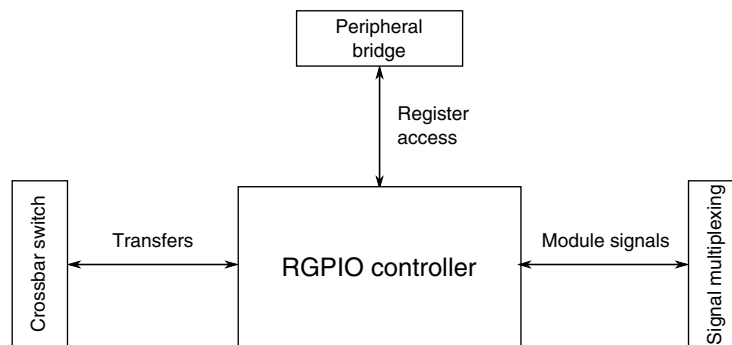 Peripheral
bridge
Register
access
Crossbar switch
Transfers
RGPIO controller
Module signals
Signal multiplexing